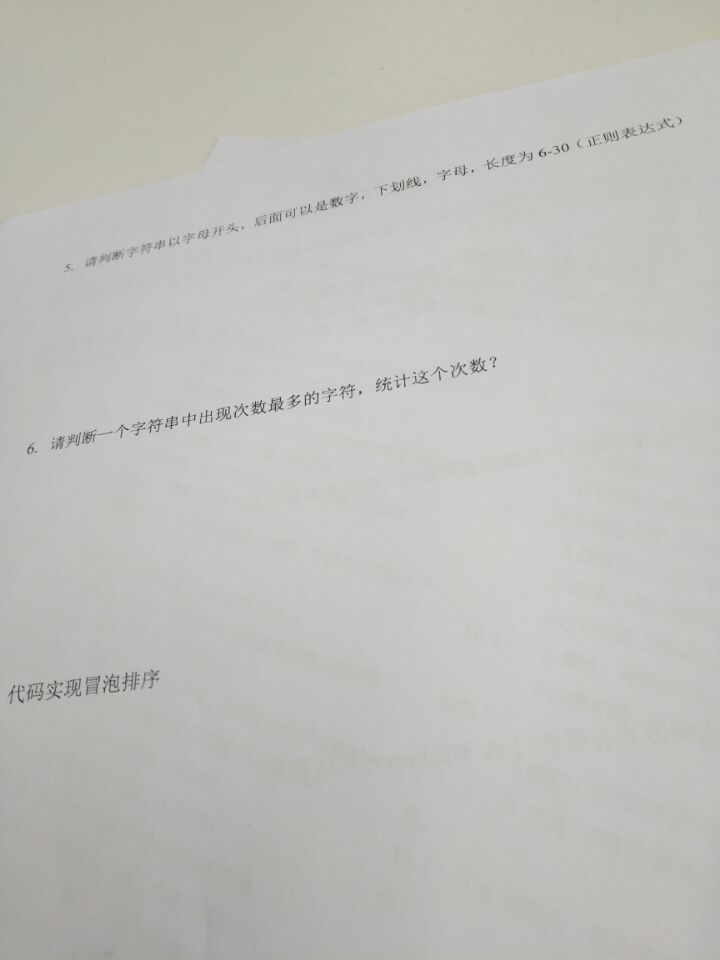 5. 请判断字符串以字母开头，后面可以是数字，下划线，字母，长度为 6-30（正则表达式）
6. 请判断一个字符串中出现次数最多的字符，统计这个次数？
代码实现冒泡排序